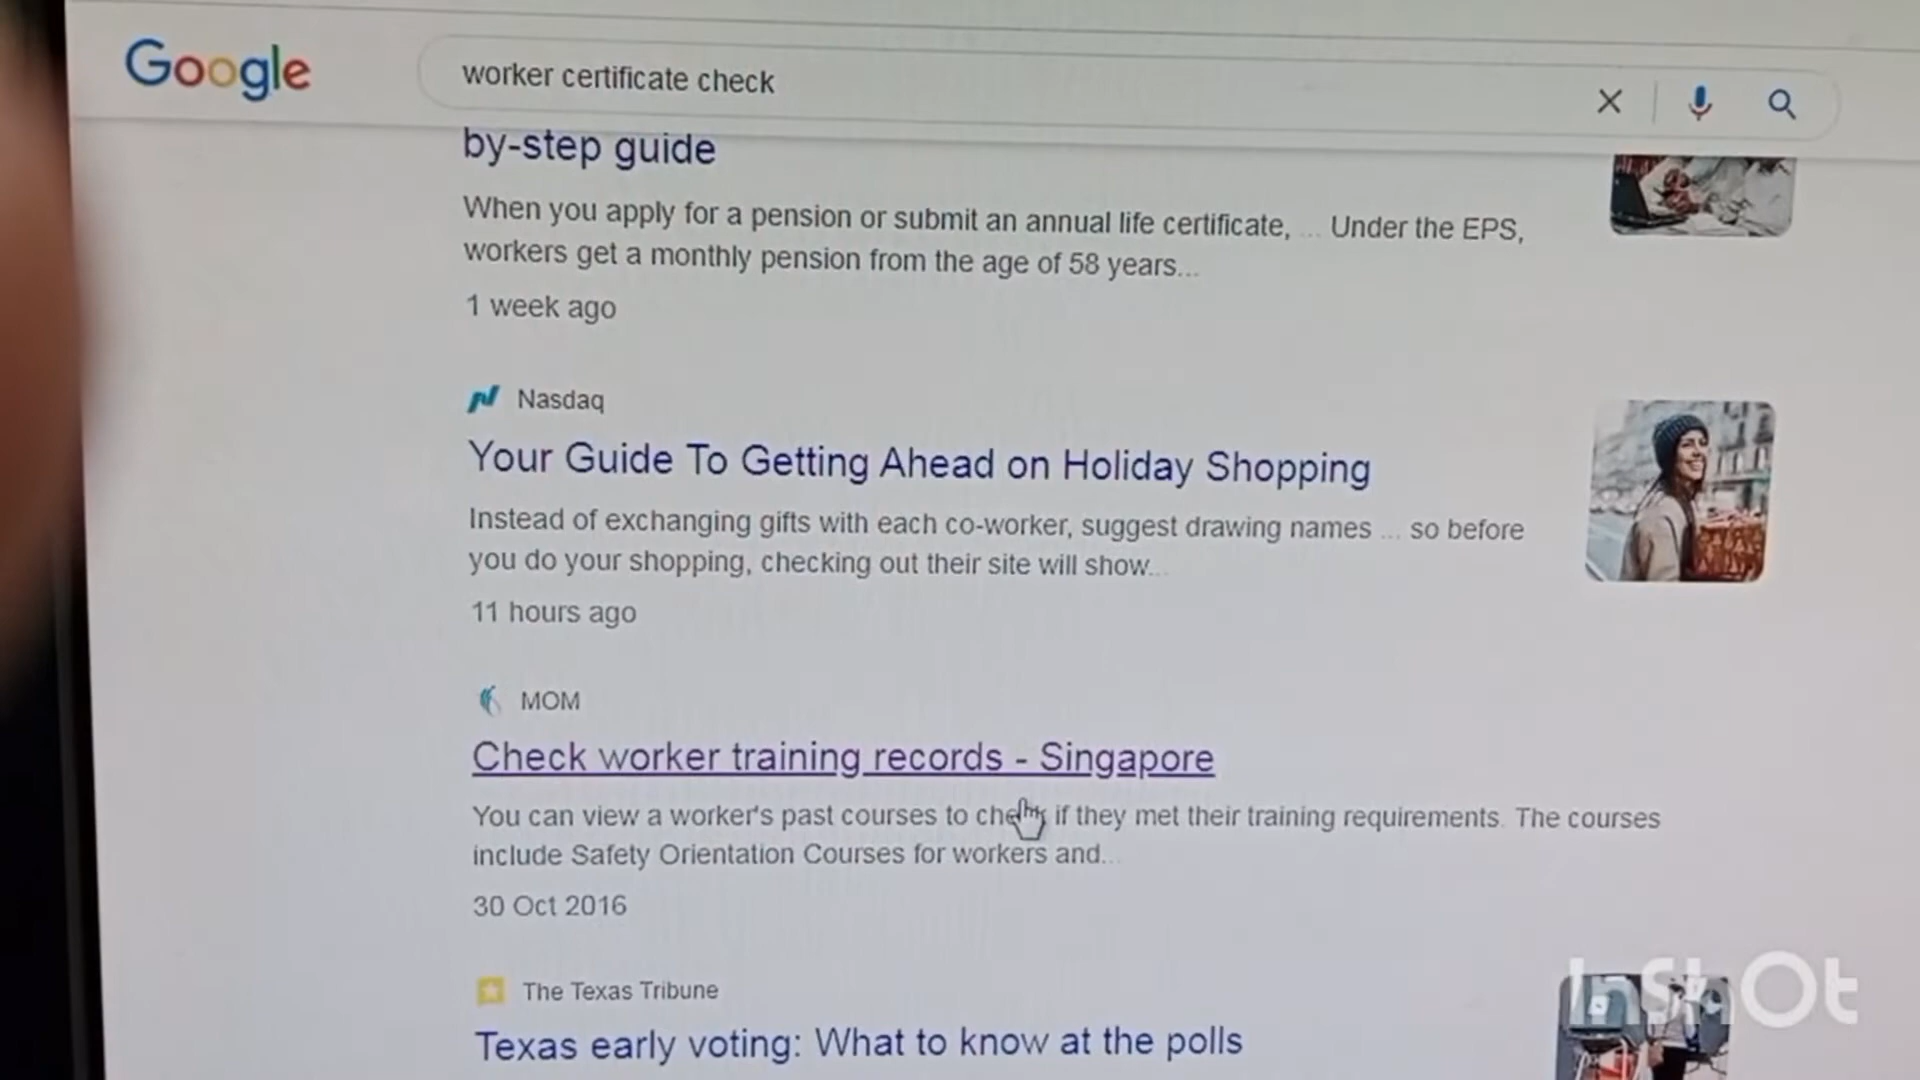 Google
worker certificate check
by-step guide
When you apply for a pension or submit an annual life certificate, ... Under the EPS,
workers get a monthly pension from the age of 58 years...
1 week ago
Nasdaq
Your Guide To Getting Ahead on Holiday Shopping
Instead of exchanging gifts with each co-worker, suggest drawing names ... so before
you do your shopping, checking out their site will show...
11 hours ago
MOM
Check worker training records - Singapore
You can view a worker's past courses to check if they met their training requirements. The courses
include Safety Orientation Courses for workers and...
30 Oct 2016
The Texas Tribune
Texas early voting: What to know at the polls
InShOt